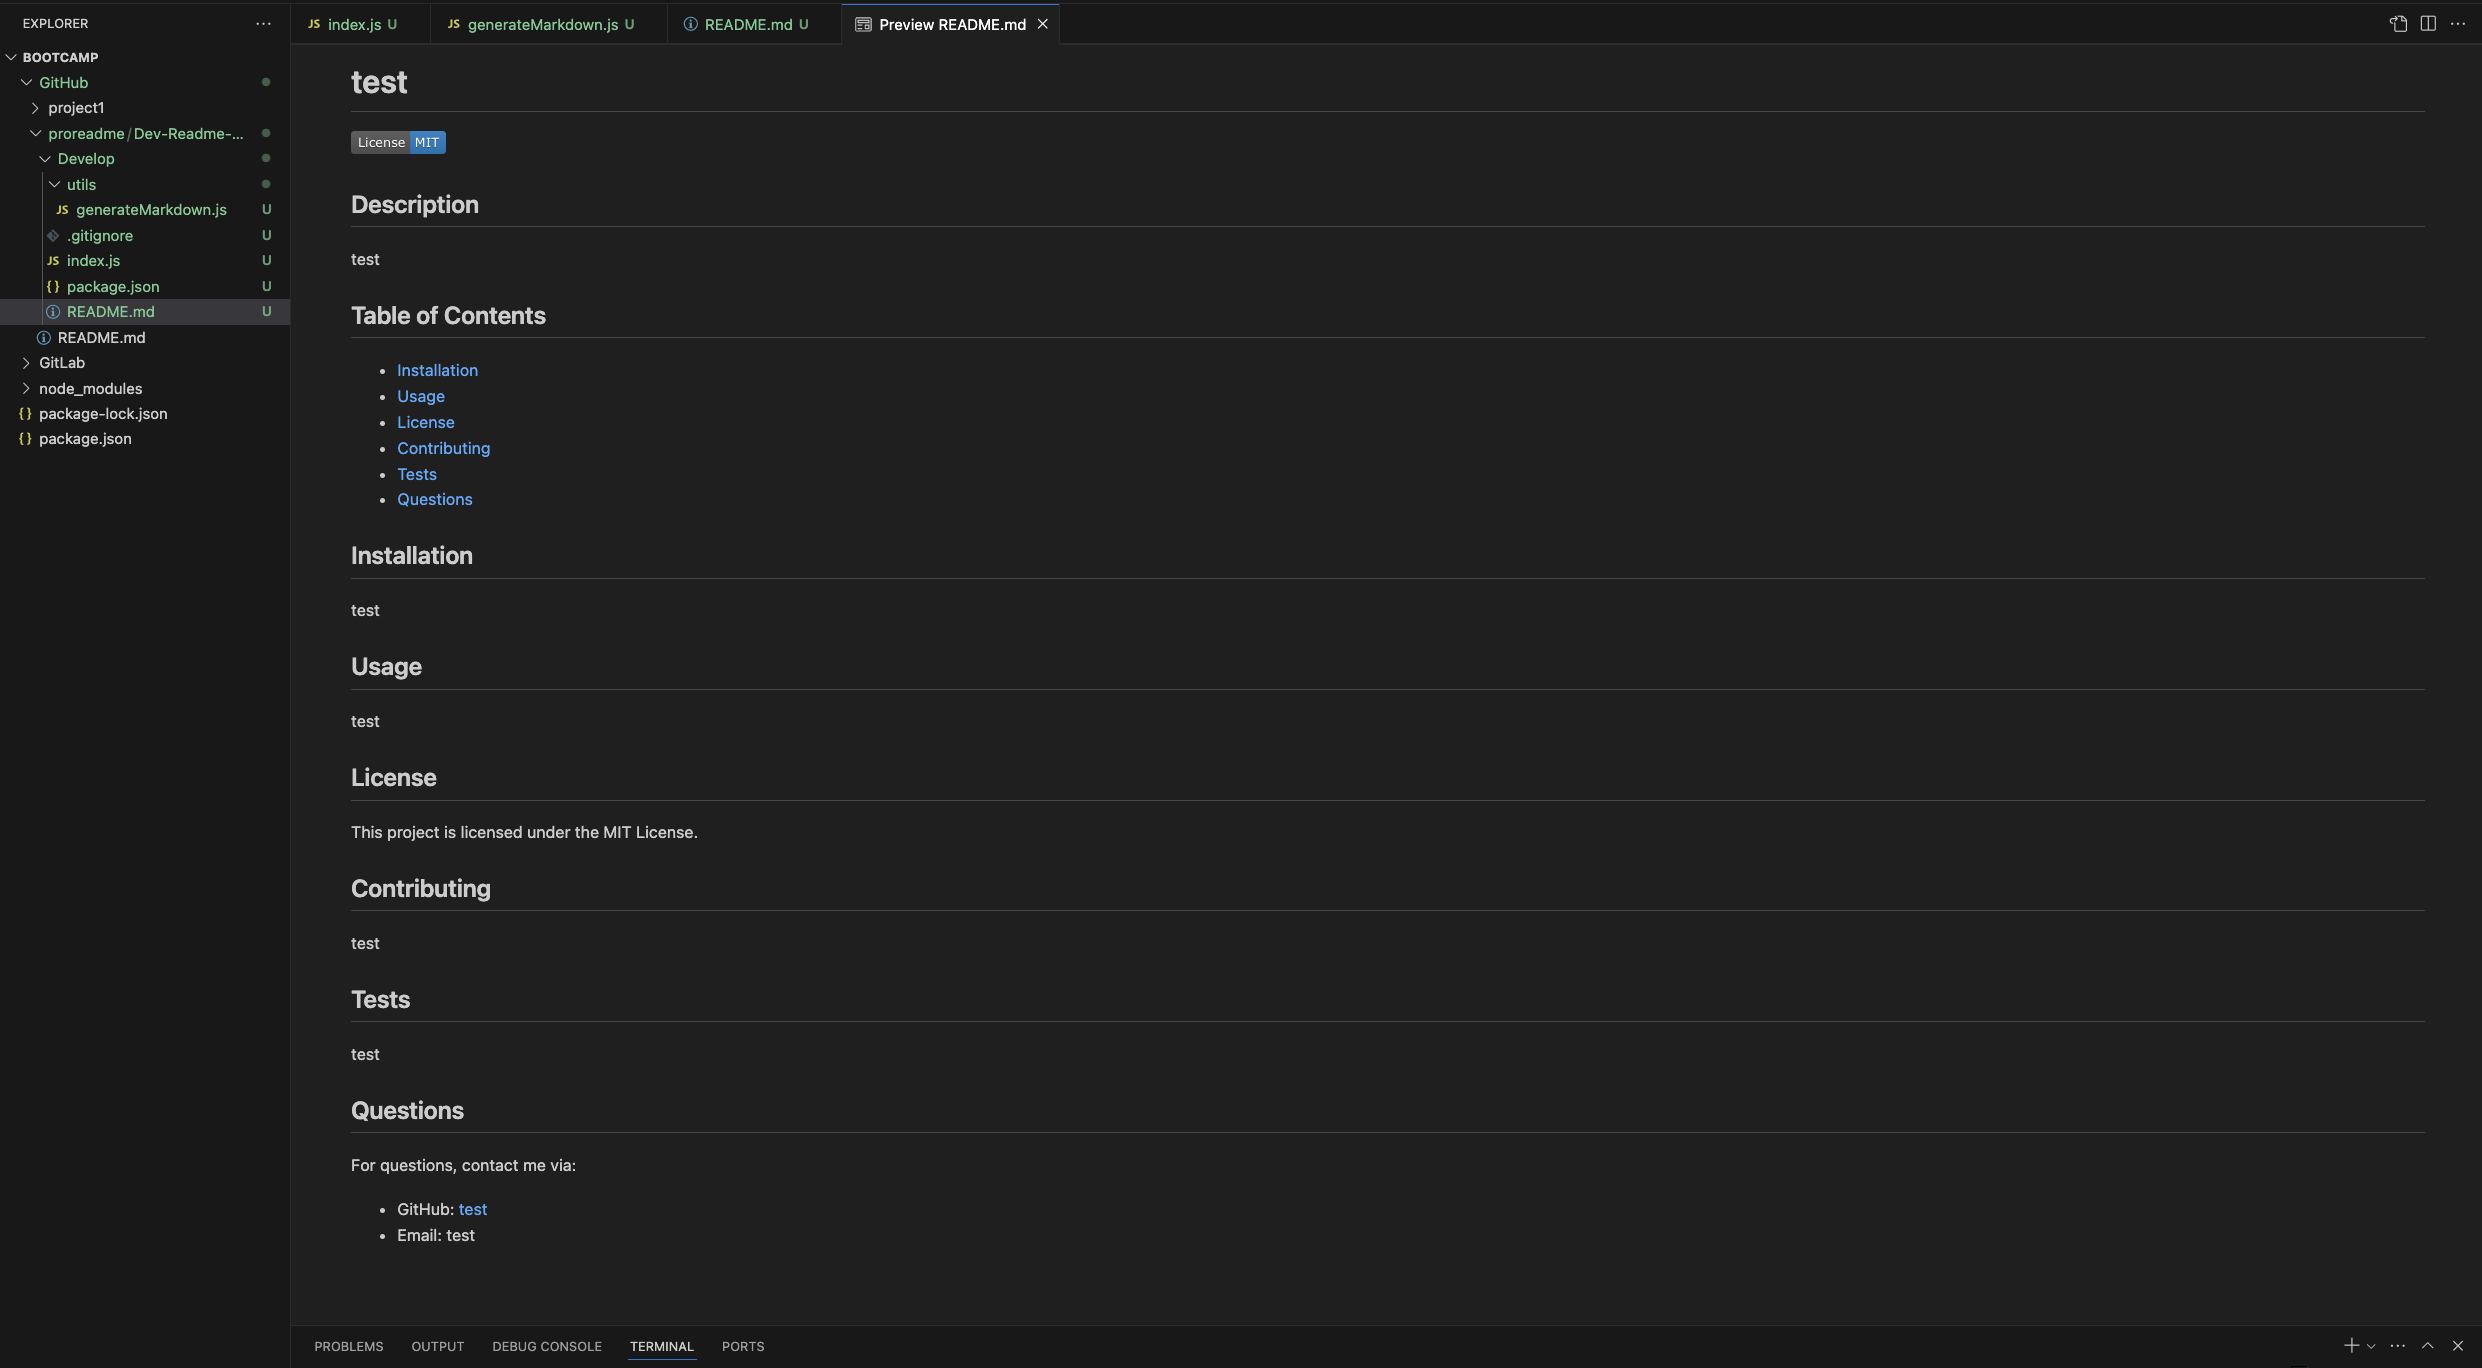 EXPLORER
BOOTCAMP
GitHub
project1
proreadme / Dev-Readme-...
Develop
utils
JS generateMarkdown.js U
.gitignore U
JS index.js U
{} package.json U
README.md U
README.md
GitLab
node_modules
{} package-lock.json
{} package.json
JS index.js U
JS generateMarkdown.js U
README.md U
Preview README.md
test
License MIT
Description
test
Table of Contents
• Installation
• Usage
• License
• Contributing
• Tests
• Questions
Installation
test
Usage
test
License
This project is licensed under the MIT License.
Contributing
test
Tests
test
Questions
For questions, contact me via:
• GitHub: test
• Email: test
PROBLEMS OUTPUT DEBUG CONSOLE TERMINAL PORTS